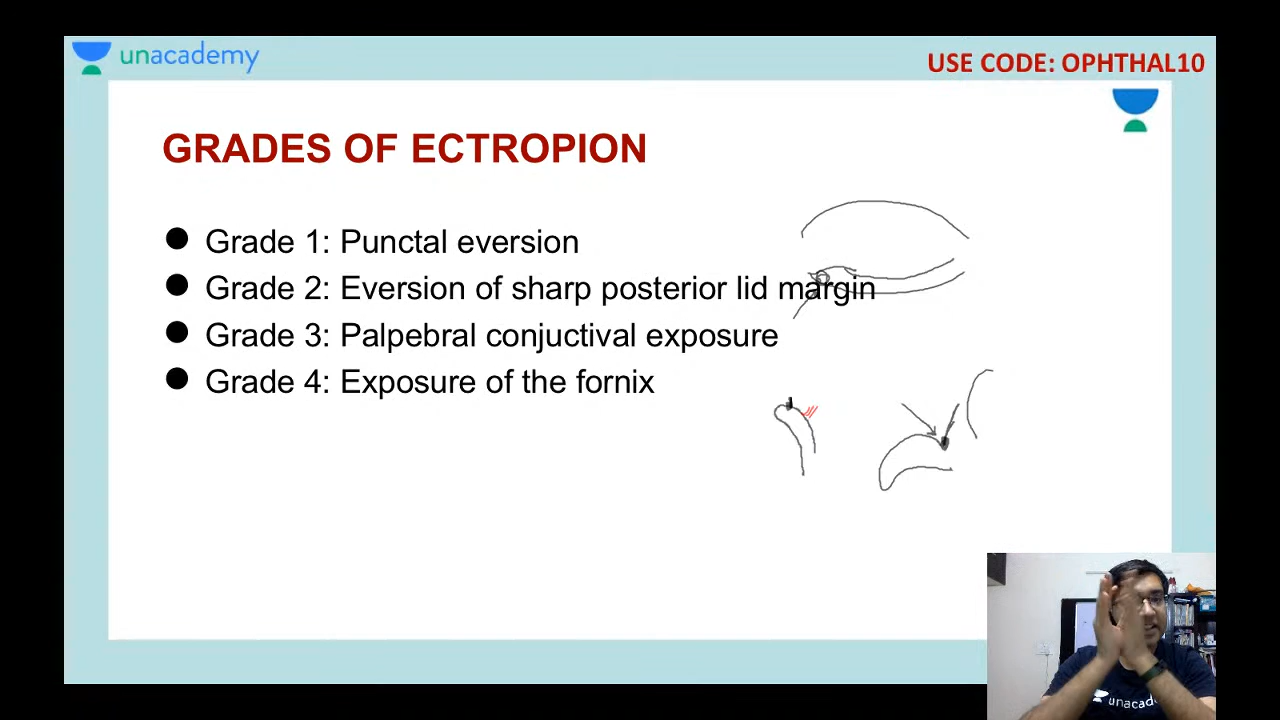 unacademy
USE CODE: OPHTHAL10
GRADES OF ECTROPION
● Grade 1: Punctal eversion
● Grade 2: Eversion of sharp posterior lid margin
● Grade 3: Palpebral conjuctival exposure
● Grade 4: Exposure of the fornix
unacade